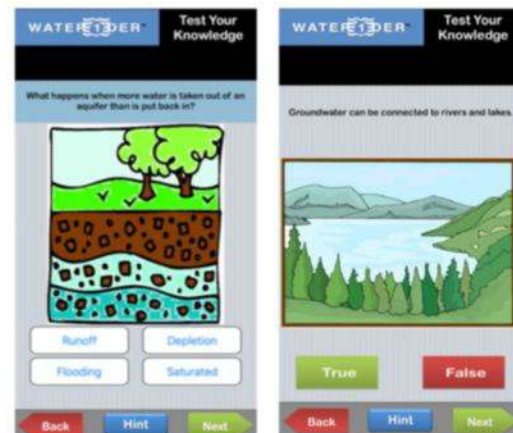 WATER1DER™
Test Your
Knowledge
What happens when more water is taken out of an
aquifer than is put back in?
Runoff
Depletion
Flooding
Saturated
Back
Hint
Next
WATER1DER™
Test Your
Knowledge
Groundwater can be connected to rivers and lakes.
True
False
Back
Hint
Next